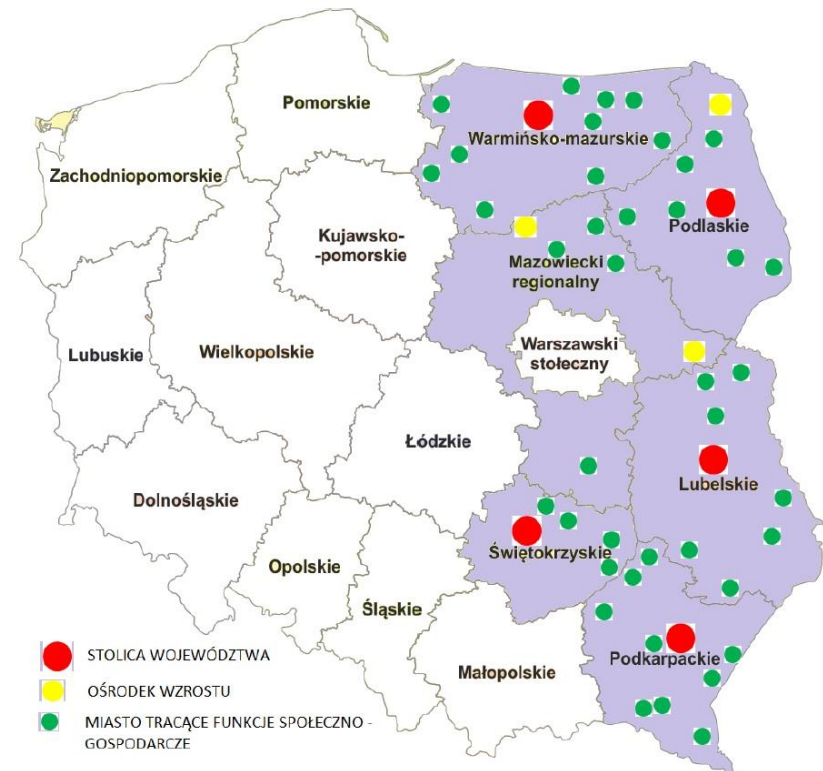 Pomorskie
Warmińsko-mazurskie
Zachodniopomorskie
Podlaskie
Kujawsko-
-pomorskie
Mazowiecki
regionalny
Warszawski
stołeczny
Lubuskie
Wielkopolskie
Łódzkie
Lubelskie
Dolnośląskie
Świętokrzyskie
Opolskie
Śląskie
Podkarpackie
Małopolskie
STOLICA WOJEWÓDZTWA
OŚRODEK WZROSTU
MIASTO TRACĄCE FUNKCJE SPOŁECZNO -
GOSPODARCZE